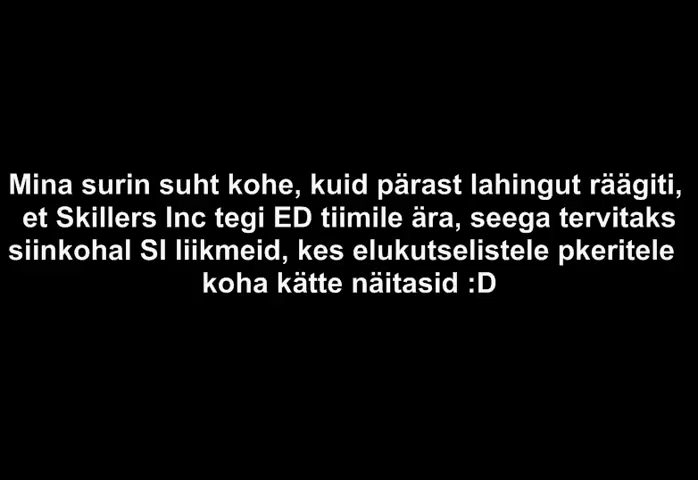 Mina surin suht kohe, kuid pärast lahingut räägiti,
et Skillers Inc tegi ED tiimile ära, seega tervitaks
siinkohal SI liikmeid, kes elukutselistele pkeritele
koha kätte näitasid :D